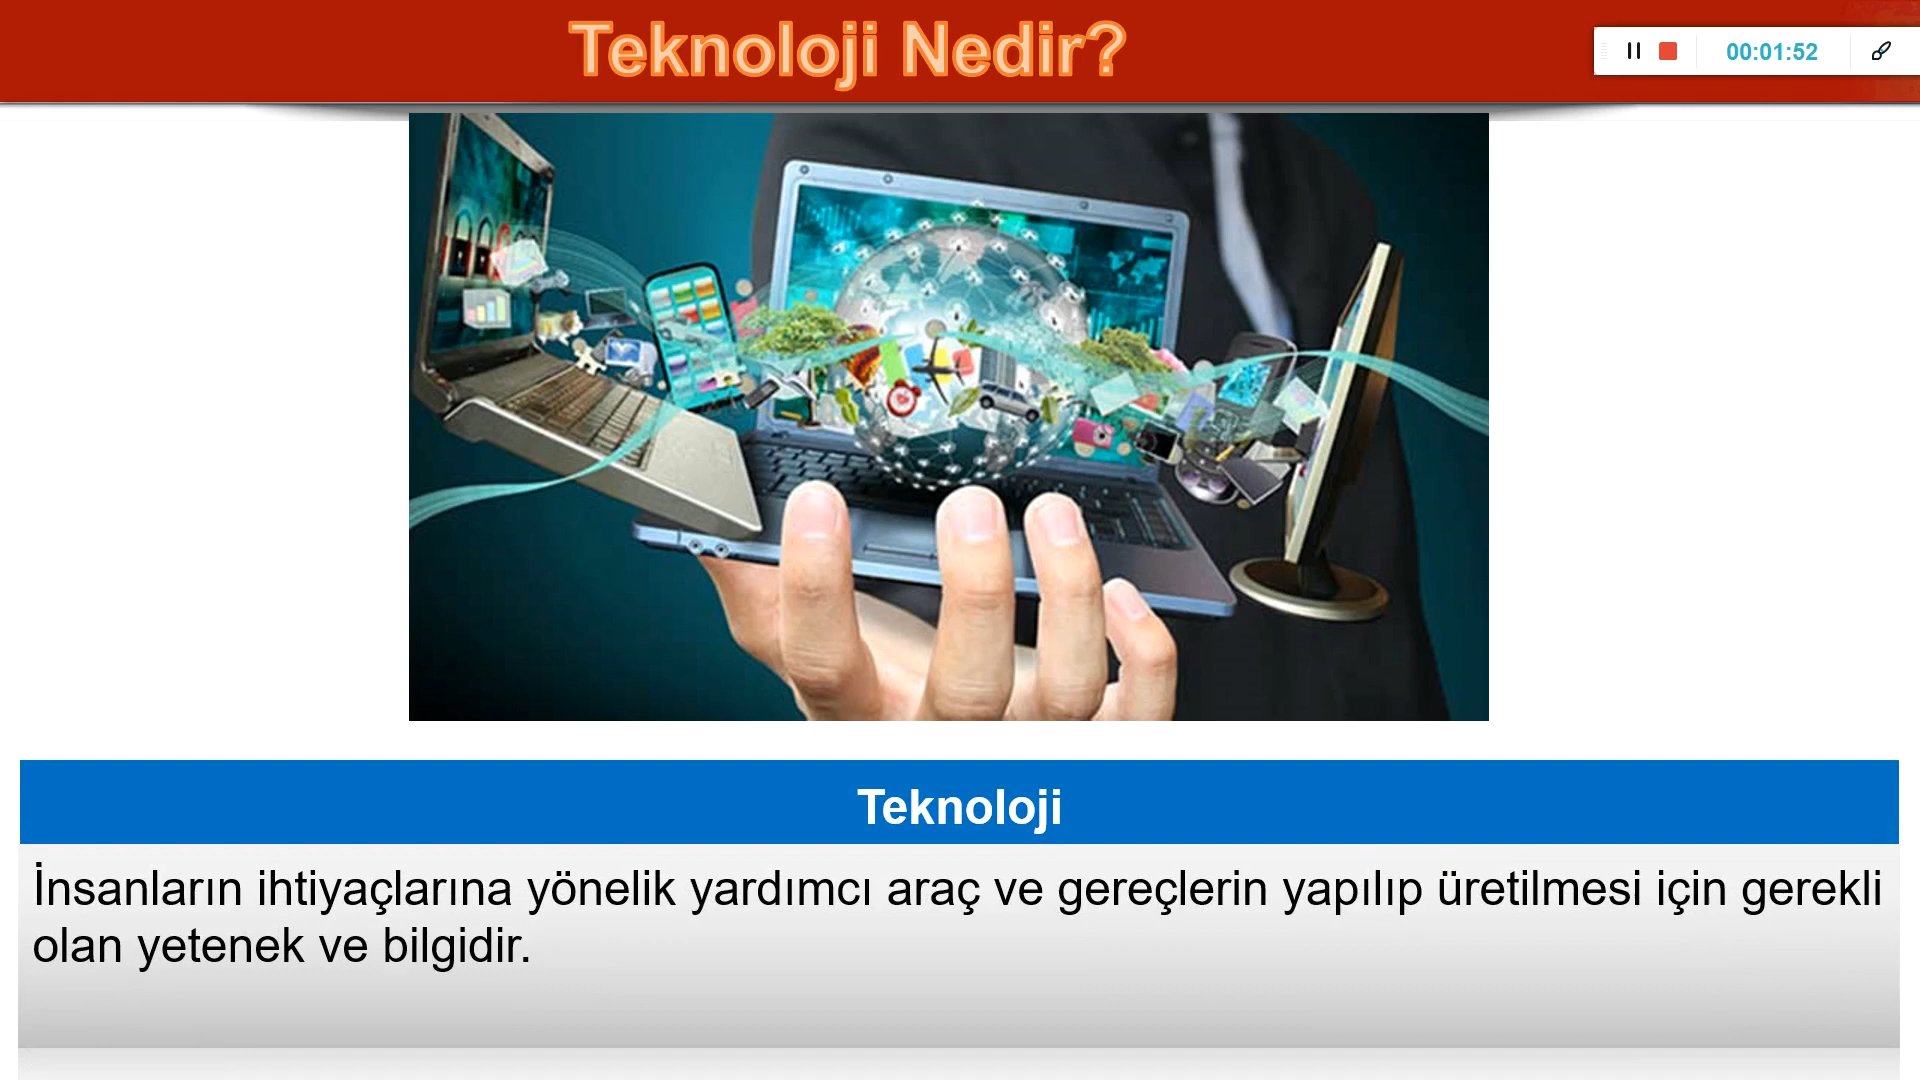 Teknoloji Nedir?
00:01:52
Teknoloji
İnsanların ihtiyaçlarına yönelik yardımcı araç ve gereçlerin yapılıp üretilmesi için gerekli
olan yetenek ve bilgidir.